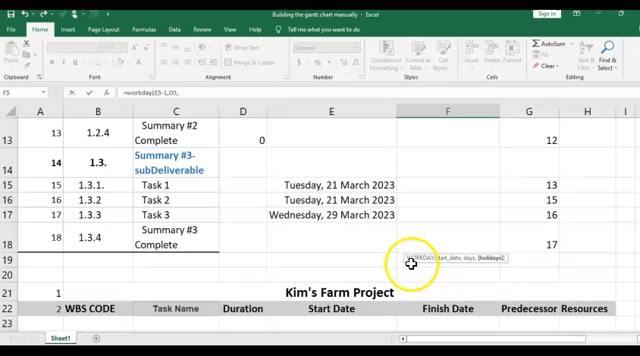 Building the gantt chart manually - Excel
Sign in
File Home Insert Page Layout Formulas Data Review View Help Tell me what you want to do
Paste
Wrap Text
Merge & Center
Conditional Formatting
Format as Table
Cell Styles
Insert Delete Format
AutoSum
Fill
Clear
Sort & Filter
Find & Select
Clipboard Font Alignment Number Styles Cells Editing
F5 =workday(E5-1,D5,
A B C D E F G H I
13 13 1.2.4 Summary #2 Complete 0 12
14 14 1.3. Summary #3- subDeliverable
15 15 1.3.1. Task 1 Tuesday, 21 March 2023 13
16 16 1.3.2 Task 2 Tuesday, 21 March 2023 15
17 17 1.3.3 Task 3 Wednesday, 29 March 2023 16
18 18 1.3.4 Summary #3 Complete 17
WORKDAY(start_date, days, [holidays])
19
20
21 1 Kim's Farm Project
22 2 WBS CODE Task Name Duration Start Date Finish Date Predecessor Resources
23
Sheet1